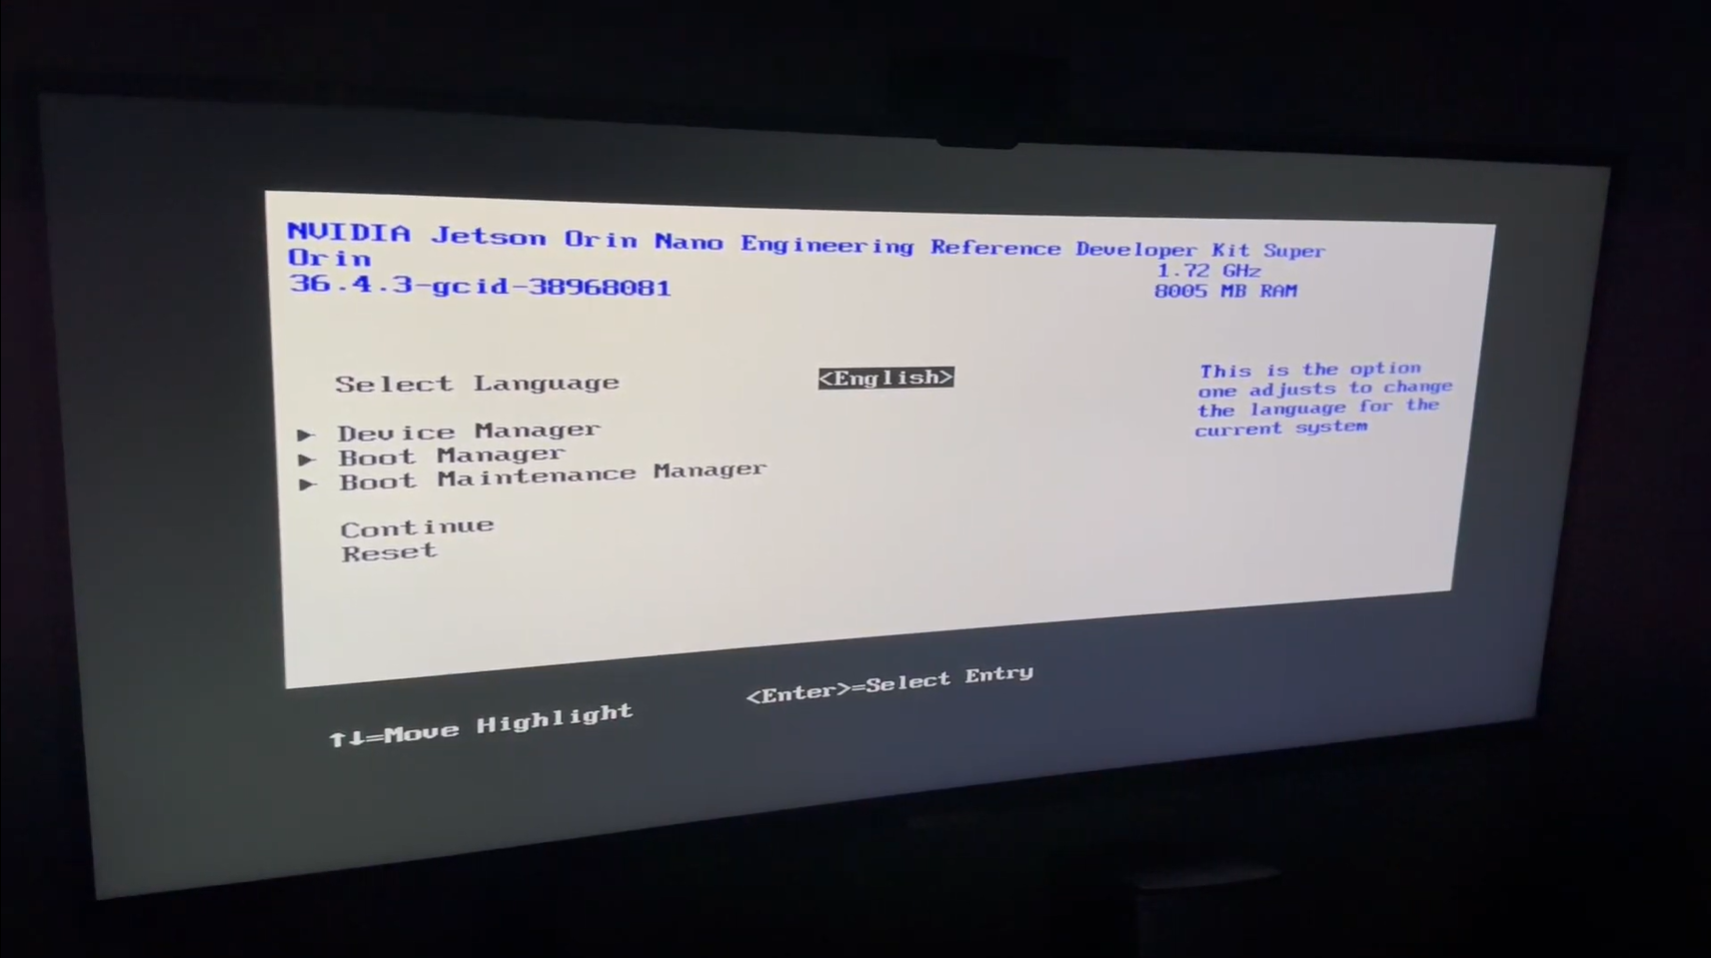 NVIDIA Jetson Orin Nano Engineering Reference Developer Kit Super
Orin
1.72 GHz
36.4.3-gcid-38968081
8005 MB RAM
Select Language
<English>
This is the option
one adjusts to change
the language for the
current system
▶ Device Manager
▶ Boot Manager
▶ Boot Maintenance Manager
Continue
Reset
↑↓=Move Highlight
<Enter>=Select Entry